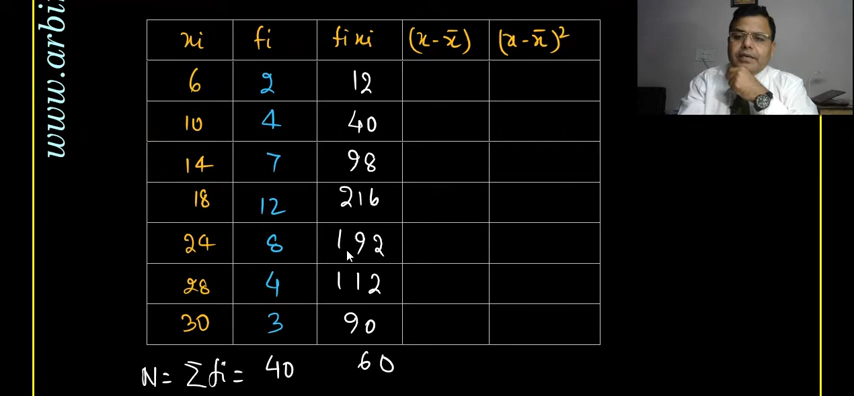 xi fi fixi (x-x̄) (x-x̄)²
6 2 12
10 4 40
14 7 98
18 12 216
24 8 192
28 4 112
30 3 90
N= ∑fi= 40 60
www.arbi